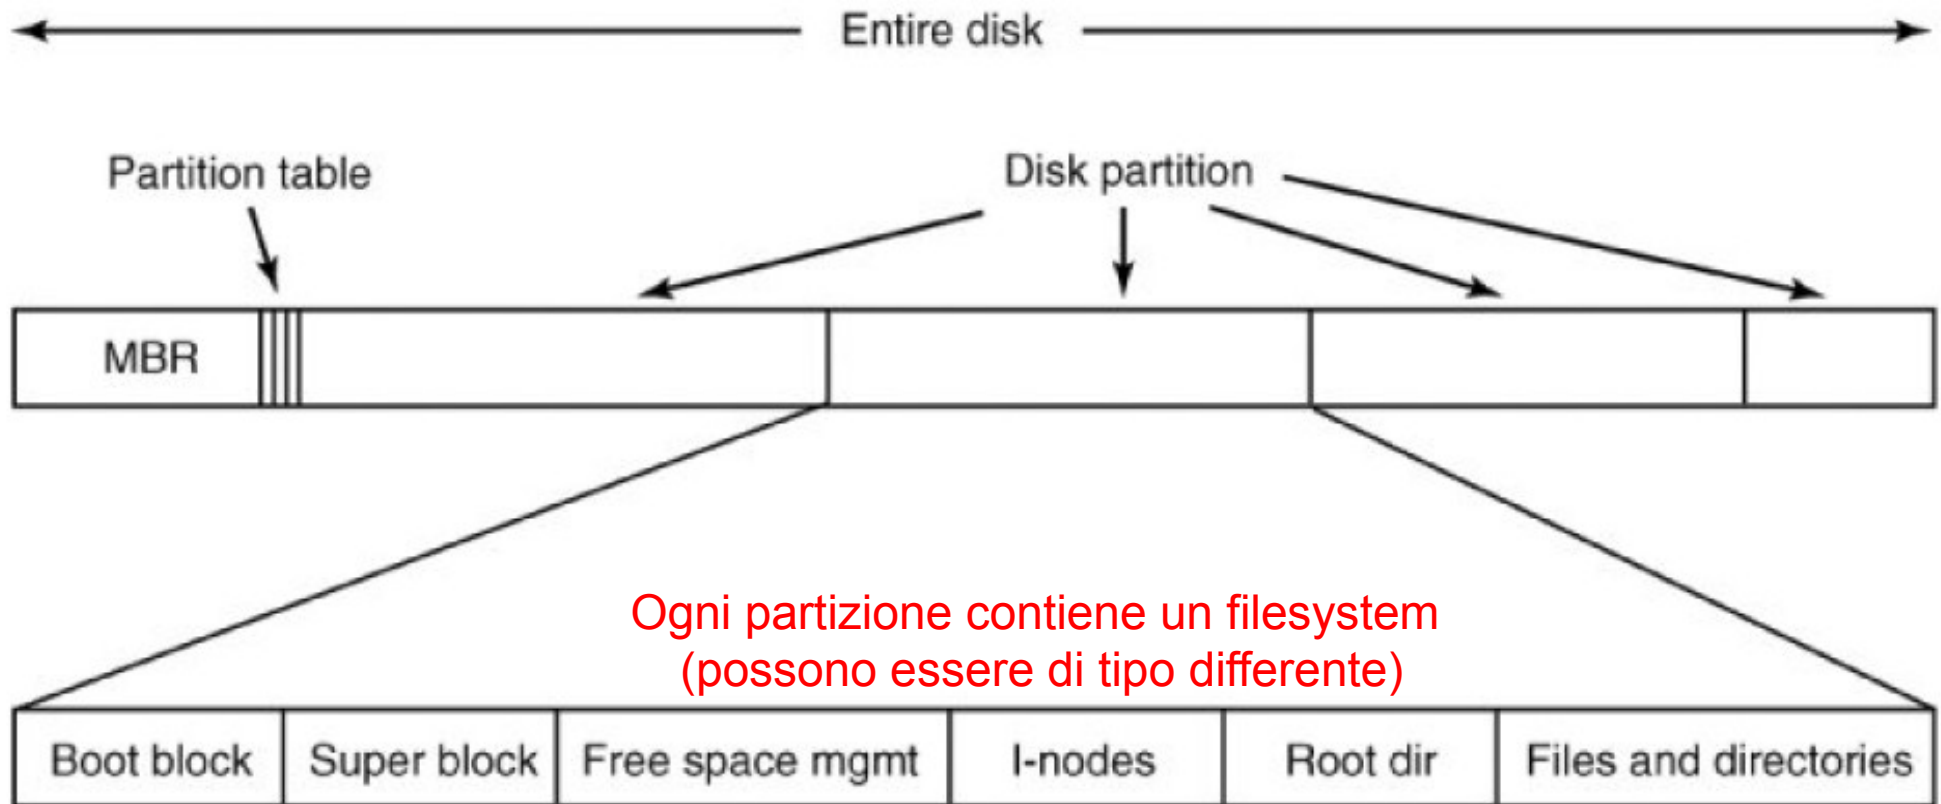 Entire disk
Partition table
Disk partition
MBR
Ogni partizione contiene un filesystem
(possono essere di tipo differente)
Boot block
Super block
Free space mgmt
I-nodes
Root dir
Files and directories